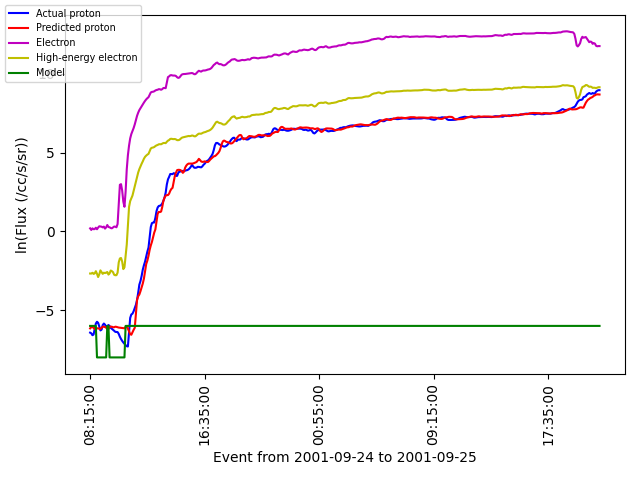 Actual proton
Predicted proton
Electron
High-energy electron
Model
5
0
−5
ln(Flux (/cc/s/sr))
08:15:00
16:35:00
00:55:00
09:15:00
17:35:00
Event from 2001-09-24 to 2001-09-25